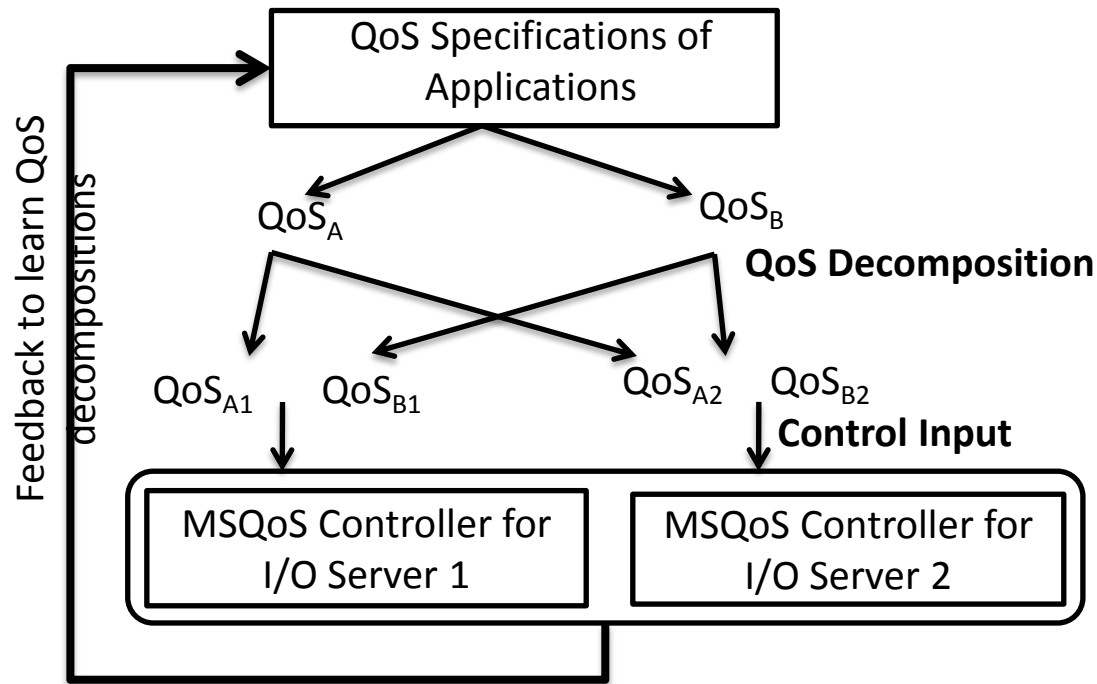 QoS Specifications of
Applications
Feedback to learn QoS
decompositions
QoS_A
QoS_B
QoS Decomposition
QoS_A1
QoS_B1
QoS_A2
QoS_B2
Control Input
MSQoS Controller for
I/O Server 1
MSQoS Controller for
I/O Server 2